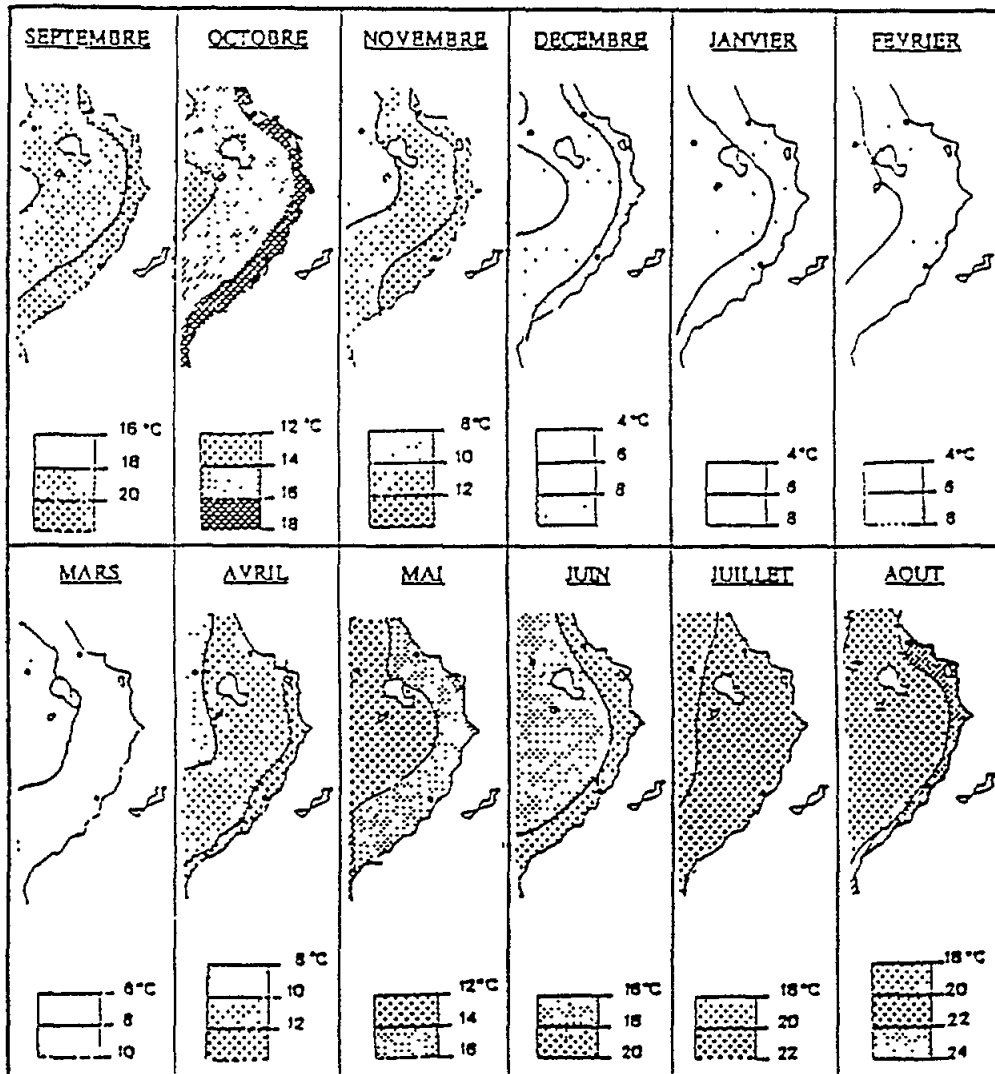 SEPTEMBRE
OCTOBRE
NOVEMBRE
DECEMBRE
JANVIER
FEVRIER
16 °C
18
20
12 °C
14
16
18
8 °C
10
12
4 °C
6
8
4 °C
6
8
4 °C
6
8
MARS
AVRIL
MAI
JUIN
JUILLET
AOUT
6 °C
8
10
8 °C
10
12
12 °C
14
16
16 °C
18
20
18 °C
20
22
18 °C
20
22
24